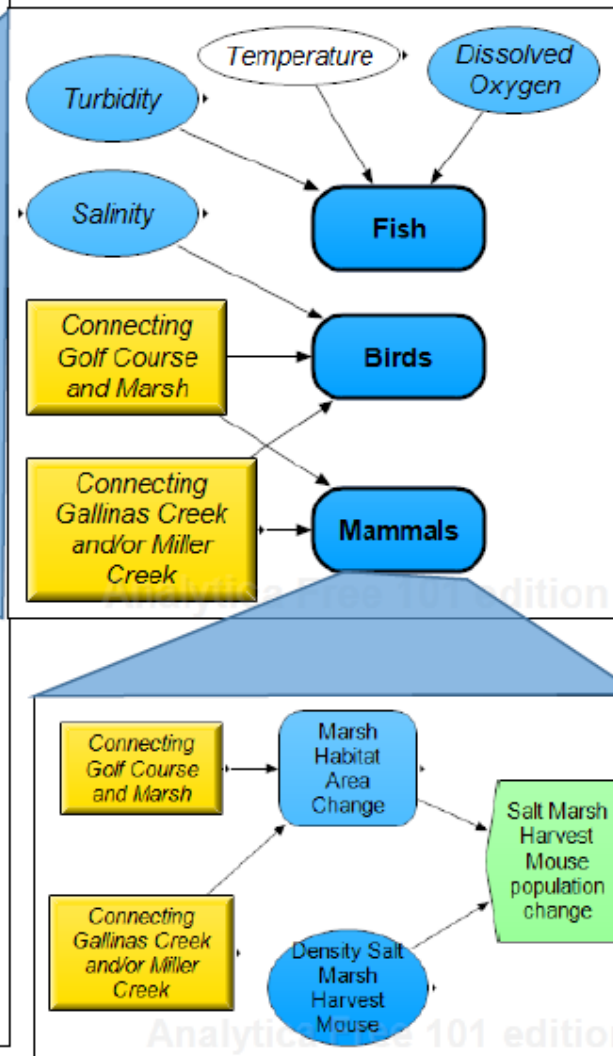 Temperature
Dissolved
Oxygen
Turbidity
Salinity
Fish
Connecting
Golf Course
and Marsh
Birds
Connecting
Gallinas Creek
and/or Miller
Creek
Mammals
Analytica Free 101 edition
Connecting
Golf Course
and Marsh
Marsh
Habitat
Area
Change
Salt Marsh
Harvest
Mouse
population
change
Connecting
Gallinas Creek
and/or Miller
Creek
Density Salt
Marsh
Harvest
Mouse
Analytica Free 101 edition